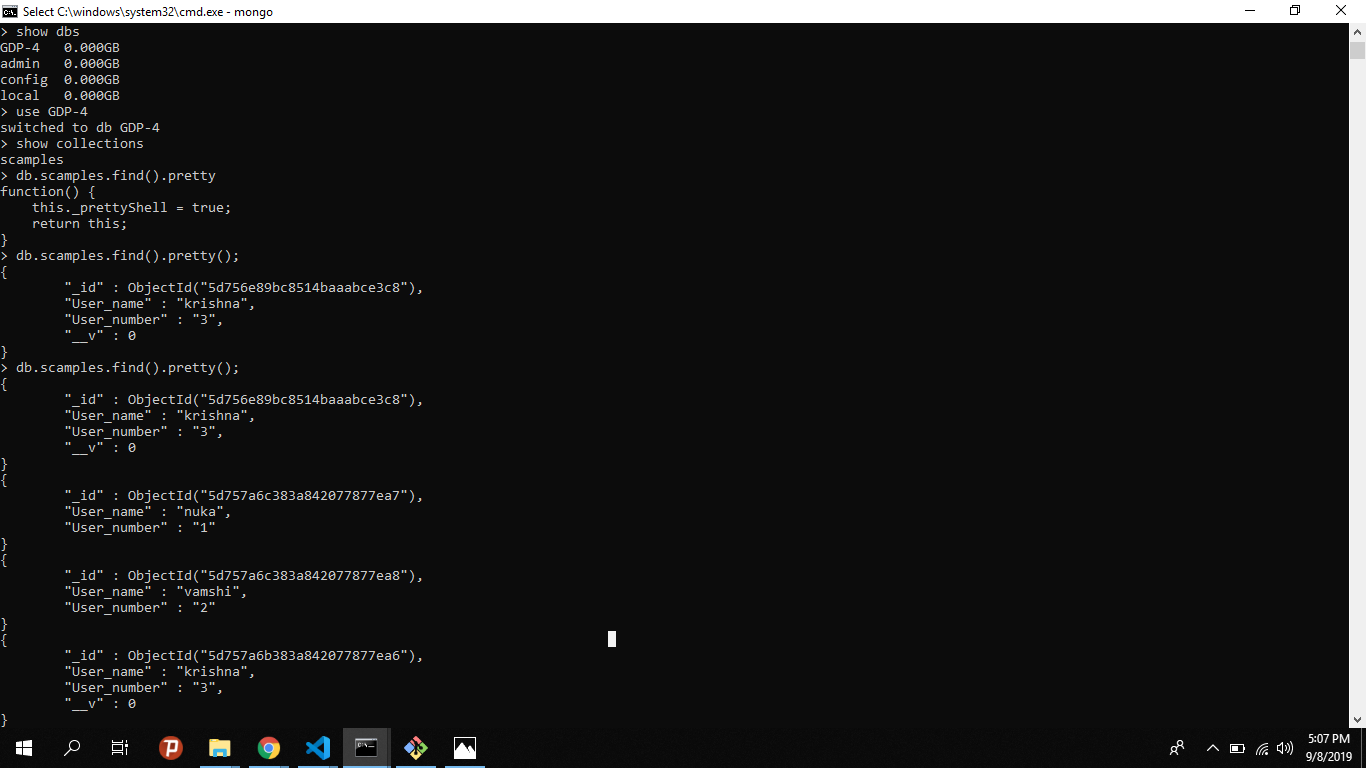 Select C:\windows\system32\cmd.exe - mongo
> show dbs
GDP-4   0.000GB
admin   0.000GB
config  0.000GB
local   0.000GB
> use GDP-4
switched to db GDP-4
> show collections
scamples
> db.scamples.find().pretty
function() {
    this._prettyShell = true;
    return this;
}
> db.scamples.find().pretty();
{
        "_id" : ObjectId("5d756e89bc8514baaabce3c8"),
        "User_name" : "krishna",
        "User_number" : "3",
        "__v" : 0
}
> db.scamples.find().pretty();
{
        "_id" : ObjectId("5d756e89bc8514baaabce3c8"),
        "User_name" : "krishna",
        "User_number" : "3",
        "__v" : 0
}
{
        "_id" : ObjectId("5d757a6c383a842077877ea7"),
        "User_name" : "nuka",
        "User_number" : "1"
}
{
        "_id" : ObjectId("5d757a6c383a842077877ea8"),
        "User_name" : "vamshi",
        "User_number" : "2"
}
{
        "_id" : ObjectId("5d757a6b383a842077877ea6"),
        "User_name" : "krishna",
        "User_number" : "3",
        "__v" : 0
}
5:07 PM
9/8/2019